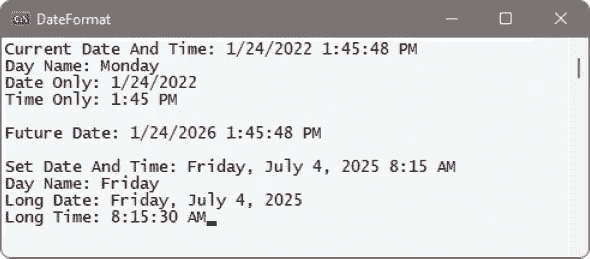 DateFormat
Current Date And Time: 1/24/2022 1:45:48 PM
Day Name: Monday
Date Only: 1/24/2022
Time Only: 1:45 PM
Future Date: 1/24/2026 1:45:48 PM
Set Date And Time: Friday, July 4, 2025 8:15 AM
Day Name: Friday
Long Date: Friday, July 4, 2025
Long Time: 8:15:30 AM